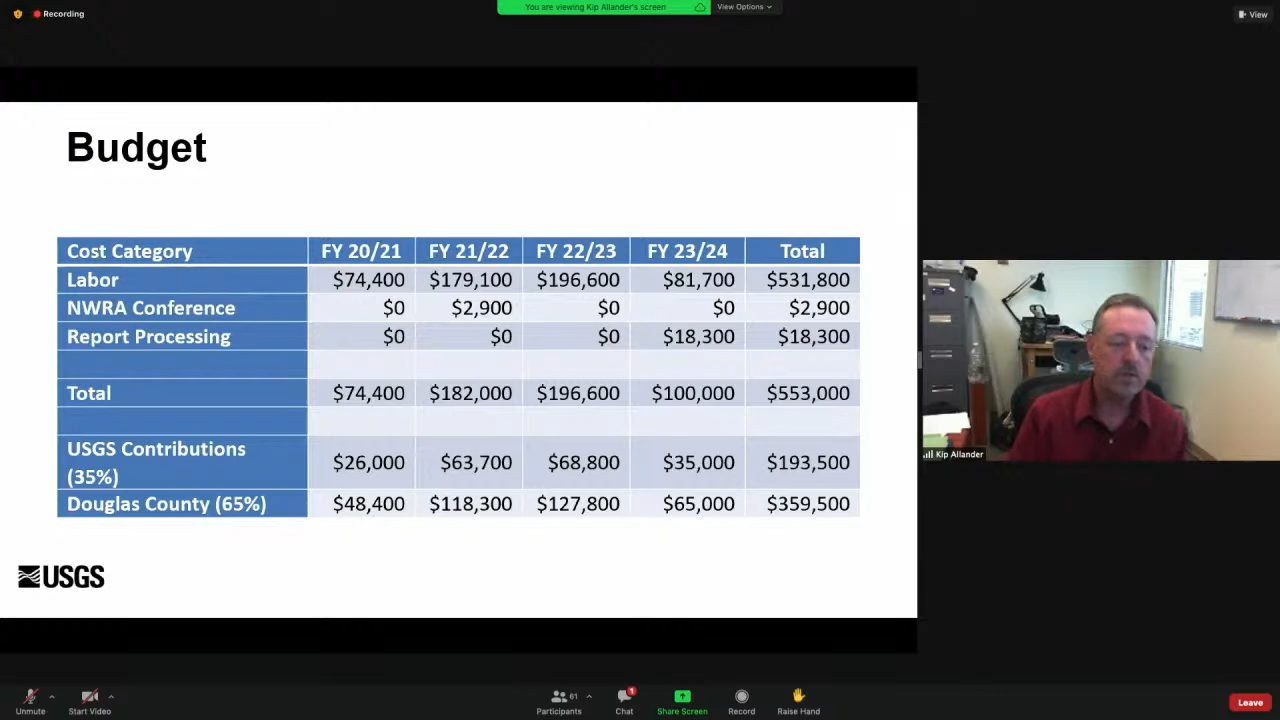 Recording
You are viewing Kip Allander's screen
View Options
View
Budget
Cost Category FY 20/21 FY 21/22 FY 22/23 FY 23/24 Total
Labor $74,400 $179,100 $196,600 $81,700 $531,800
NWRA Conference $0 $2,900 $0 $0 $2,900
Report Processing $0 $0 $0 $18,300 $18,300
Total $74,400 $182,000 $196,600 $100,000 $553,000
USGS Contributions
(35%) $26,000 $63,700 $68,800 $35,000 $193,500
Douglas County (65%) $48,400 $118,300 $127,800 $65,000 $359,500
USGS
Kip Allander
61
1
Unmute
Start Video
Participants
Chat
Share Screen
Record
Raise Hand
Leave